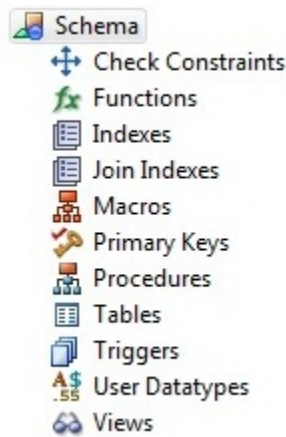 Schema
Check Constraints
Functions
Indexes
Join Indexes
Macros
Primary Keys
Procedures
Tables
Triggers
User Datatypes
Views